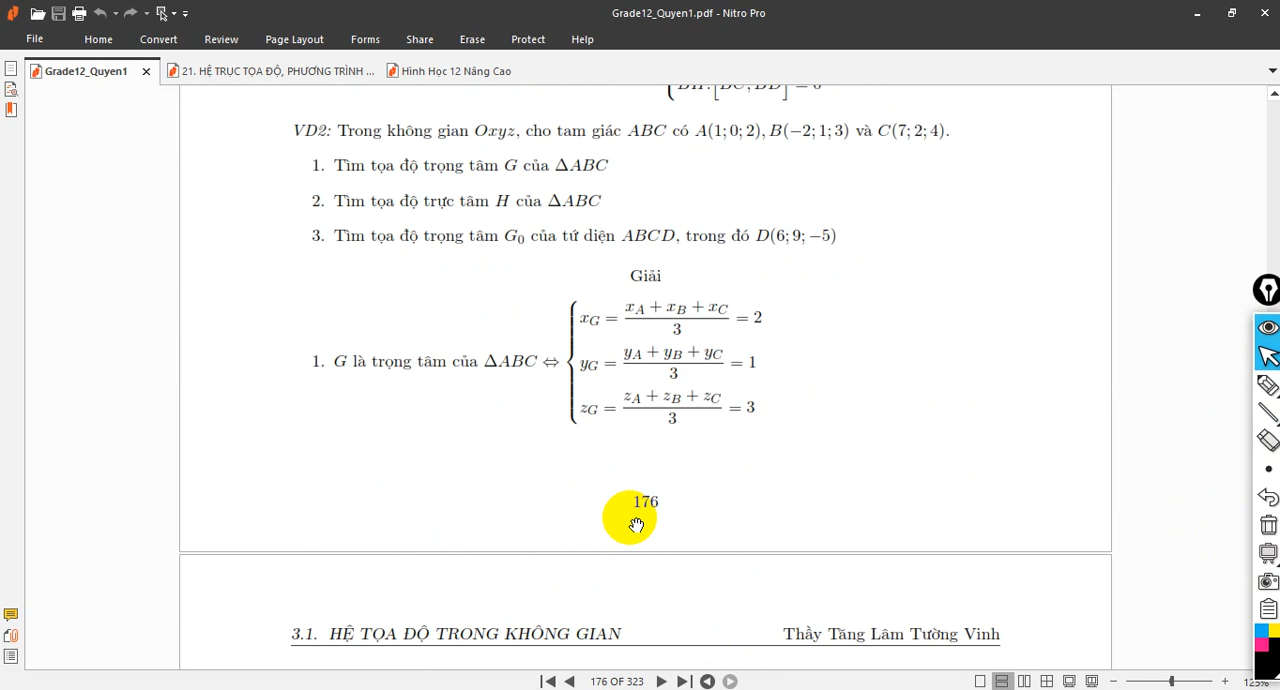 Grade12_Quyen1.pdf - Nitro Pro
File Home Convert Review Page Layout Forms Share Erase Protect Help
Grade12_Quyen1 × 21. HỆ TRỤC TỌA ĐỘ, PHƯƠNG TRÌNH ... Hình Học 12 Nâng Cao
VD2: Trong không gian Oxyz, cho tam giác ABC có A(1; 0; 2), B(−2; 1; 3) và C(7; 2; 4).
1. Tìm tọa độ trọng tâm G của ΔABC
2. Tìm tọa độ trực tâm H của ΔABC
3. Tìm tọa độ trọng tâm G₀ của tứ diện ABCD, trong đó D(6; 9; −5)
Giải
1. G là trọng tâm của ΔABC ⇔ { x_G = (x_A + x_B + x_C)/3 = 2
y_G = (y_A + y_B + y_C)/3 = 1
z_G = (z_A + z_B + z_C)/3 = 3
176
3.1. HỆ TỌA ĐỘ TRONG KHÔNG GIAN Thầy Tăng Lâm Tường Vinh
176 OF 323